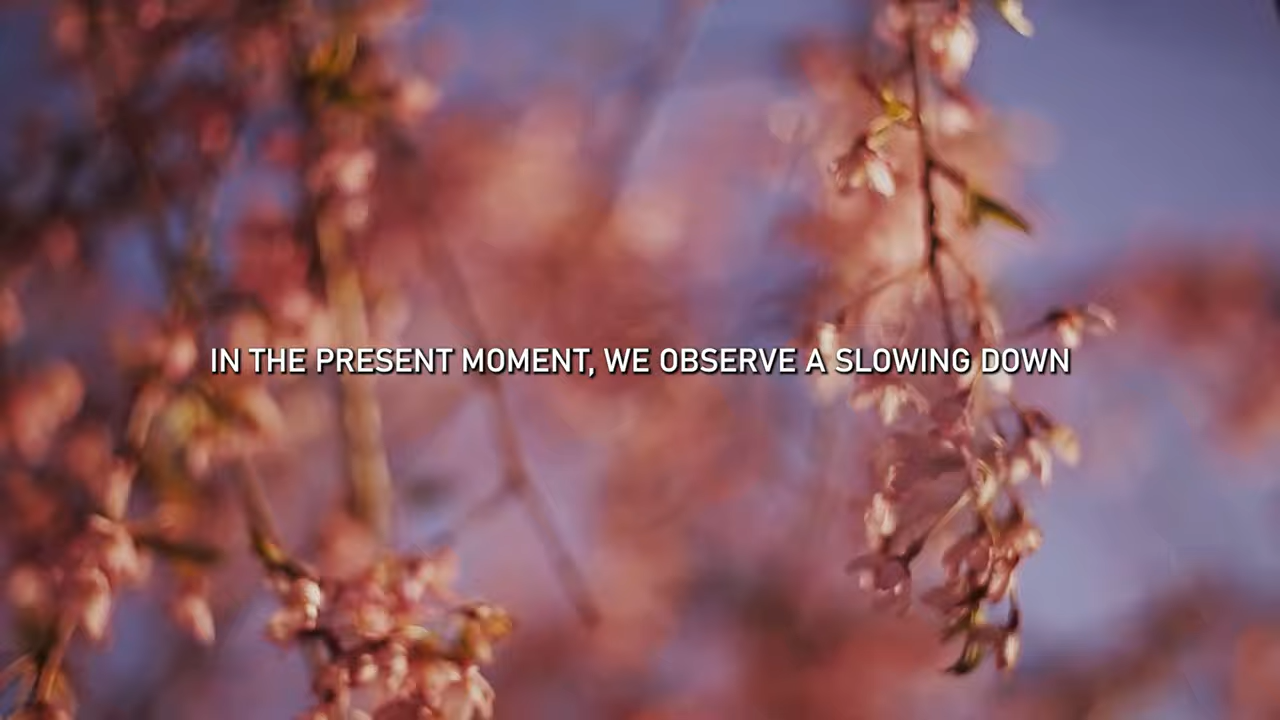 IN THE PRESENT MOMENT, WE OBSERVE A SLOWING DOWN